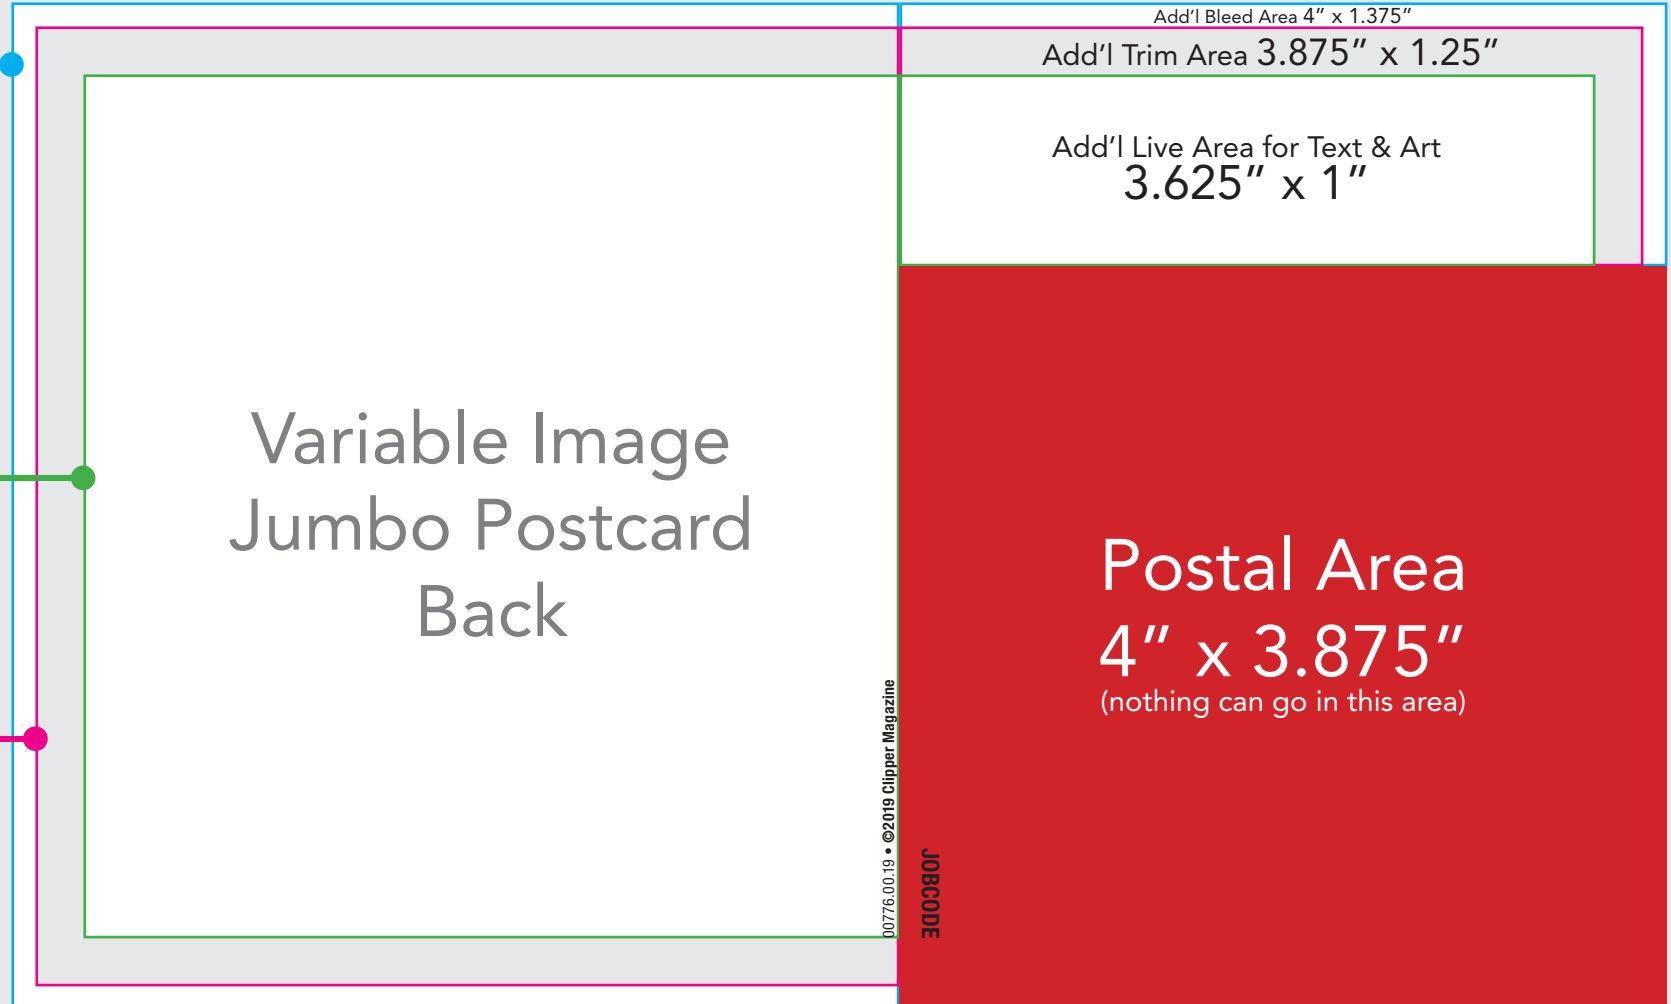 Add’l Bleed Area 4” x 1.375”
Add’l Trim Area 3.875” x 1.25”
Add’l Live Area for Text & Art
3.625” x 1”
Variable Image
Jumbo Postcard
Back
Postal Area
4” x 3.875”
(nothing can go in this area)
00776.00.19 • ©2019 Clipper Magazine
JOBCODE